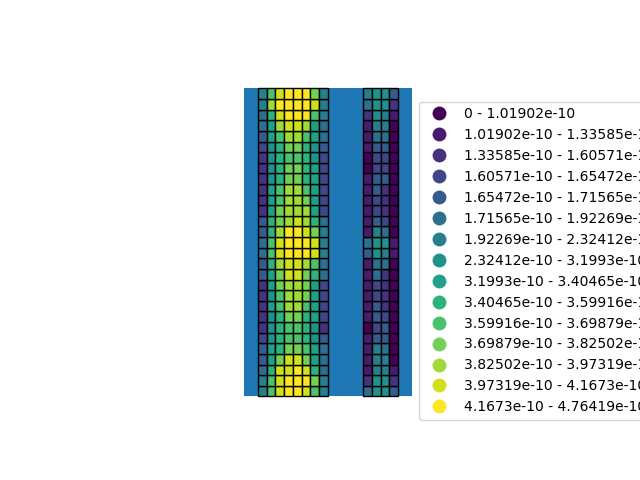 0 - 1.01902e-10
1.01902e-10 - 1.33585e-1
1.33585e-10 - 1.60571e-1
1.60571e-10 - 1.65472e-1
1.65472e-10 - 1.71565e-1
1.71565e-10 - 1.92269e-1
1.92269e-10 - 2.32412e-1
2.32412e-10 - 3.1993e-10
3.1993e-10 - 3.40465e-10
3.40465e-10 - 3.59916e-1
3.59916e-10 - 3.69879e-1
3.69879e-10 - 3.82502e-1
3.82502e-10 - 3.97319e-1
3.97319e-10 - 4.1673e-10
4.1673e-10 - 4.76419e-10